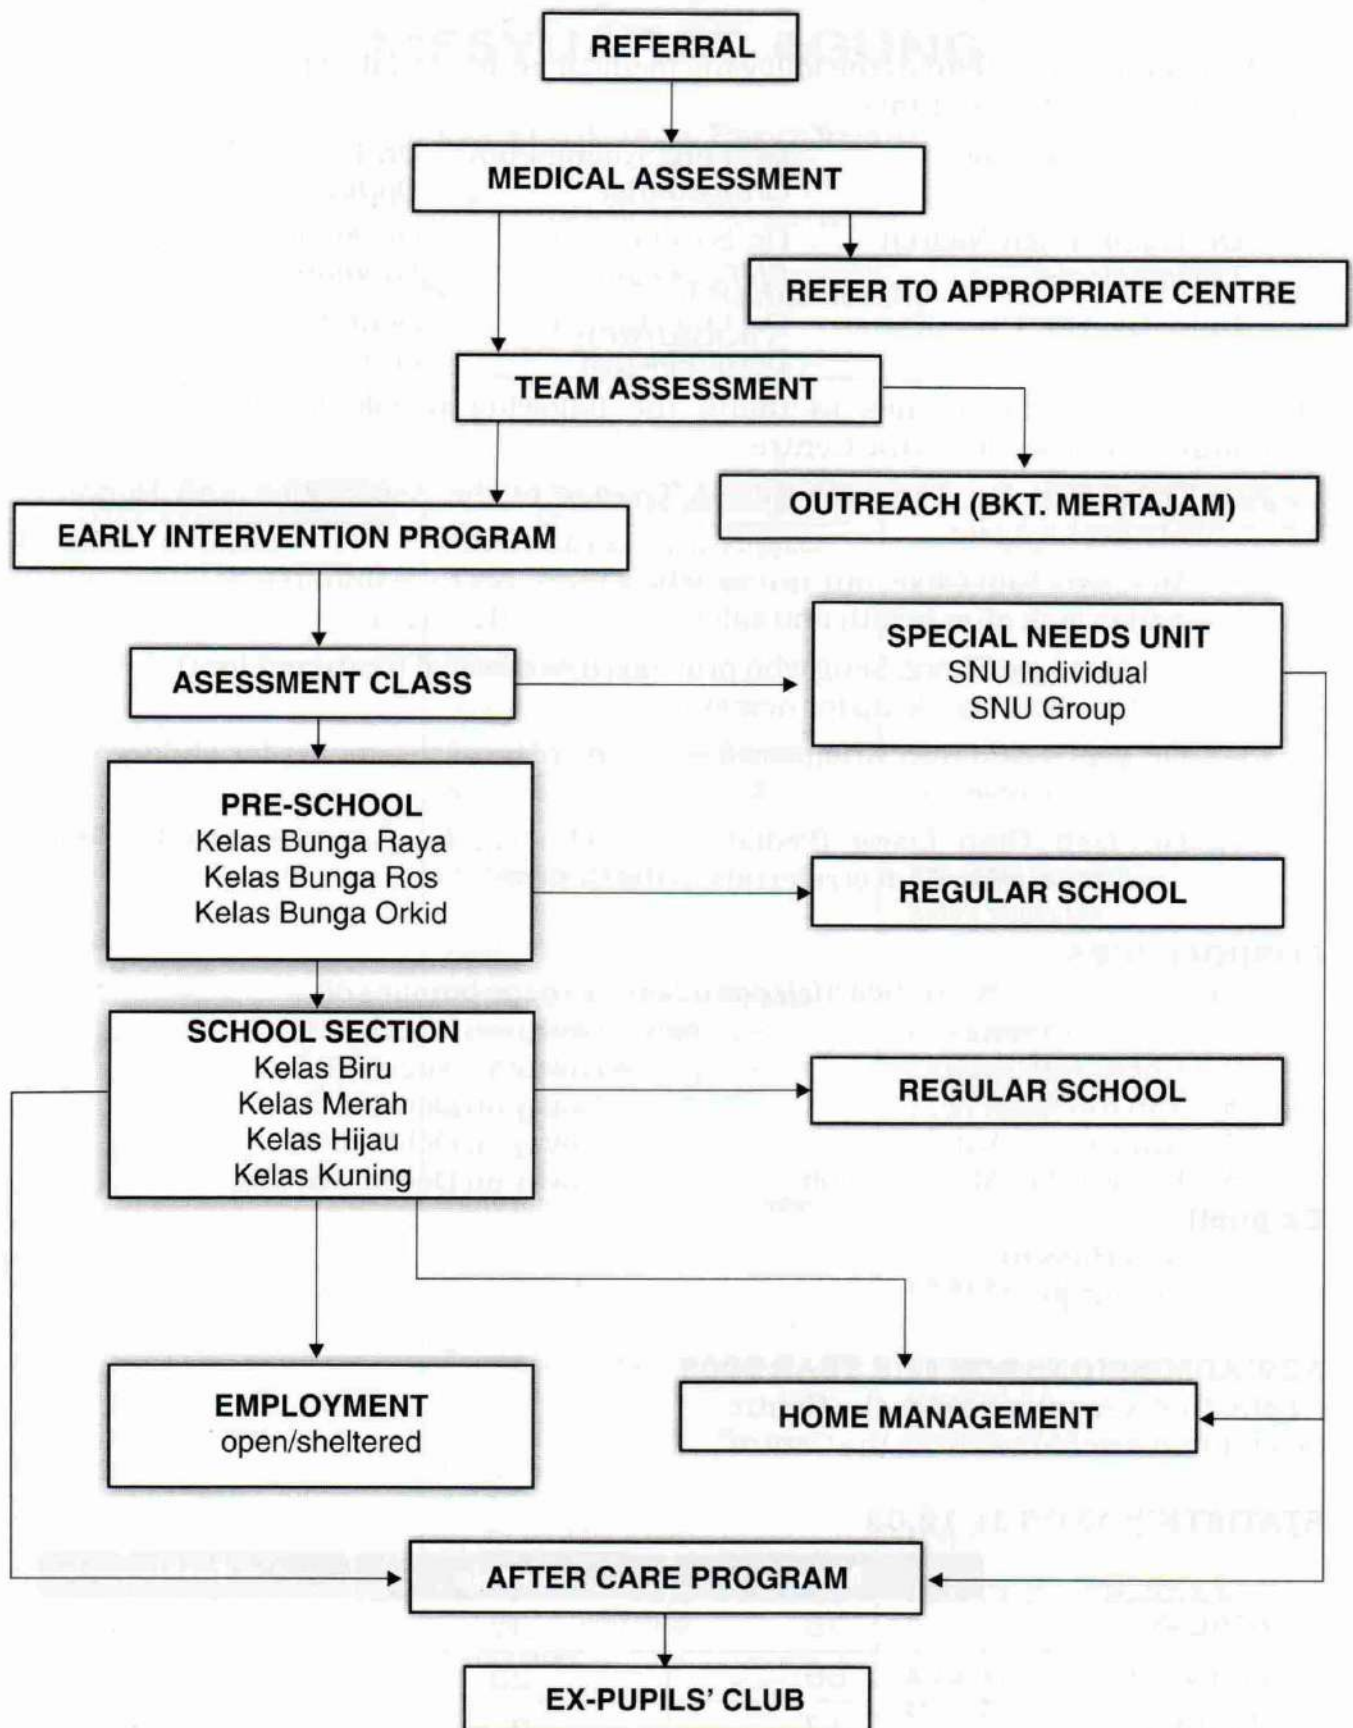 REFERRAL
MEDICAL ASSESSMENT
REFER TO APPROPRIATE CENTRE
TEAM ASSESSMENT
OUTREACH (BKT. MERTAJAM)
EARLY INTERVENTION PROGRAM
SPECIAL NEEDS UNIT
SNU Individual
SNU Group
ASESSMENT CLASS
PRE-SCHOOL
Kelas Bunga Raya
Kelas Bunga Ros
Kelas Bunga Orkid
REGULAR SCHOOL
SCHOOL SECTION
Kelas Biru
Kelas Merah
Kelas Hijau
Kelas Kuning
REGULAR SCHOOL
EMPLOYMENT
open/sheltered
HOME MANAGEMENT
AFTER CARE PROGRAM
EX-PUPILS' CLUB